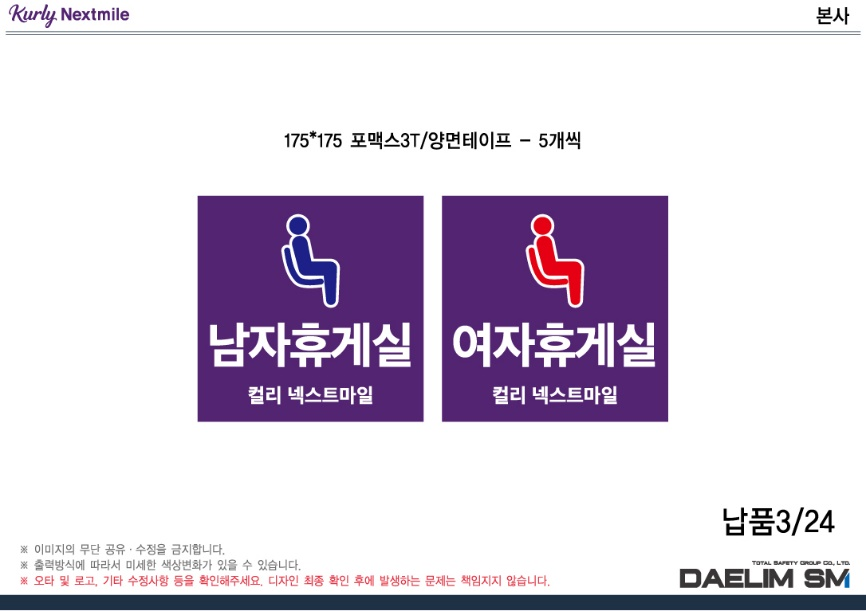 Kurly Nextmile
본사
175*175 포맥스3T/양면테이프 - 5개씩
남자휴게실
컬리 넥스트마일
여자휴게실
컬리 넥스트마일
납품3/24
※ 이미지의 무단 공유·수정을 금지합니다.
※ 출력방식에 따라서 미세한 색상변화가 있을 수 있습니다.
※ 오타 및 로고, 기타 수정사항 등을 확인해주세요. 디자인 최종 확인 후에 발생하는 문제는 책임지지 않습니다.
TOTAL SAFETY GROUP CO., LTD.
DAELIM SM